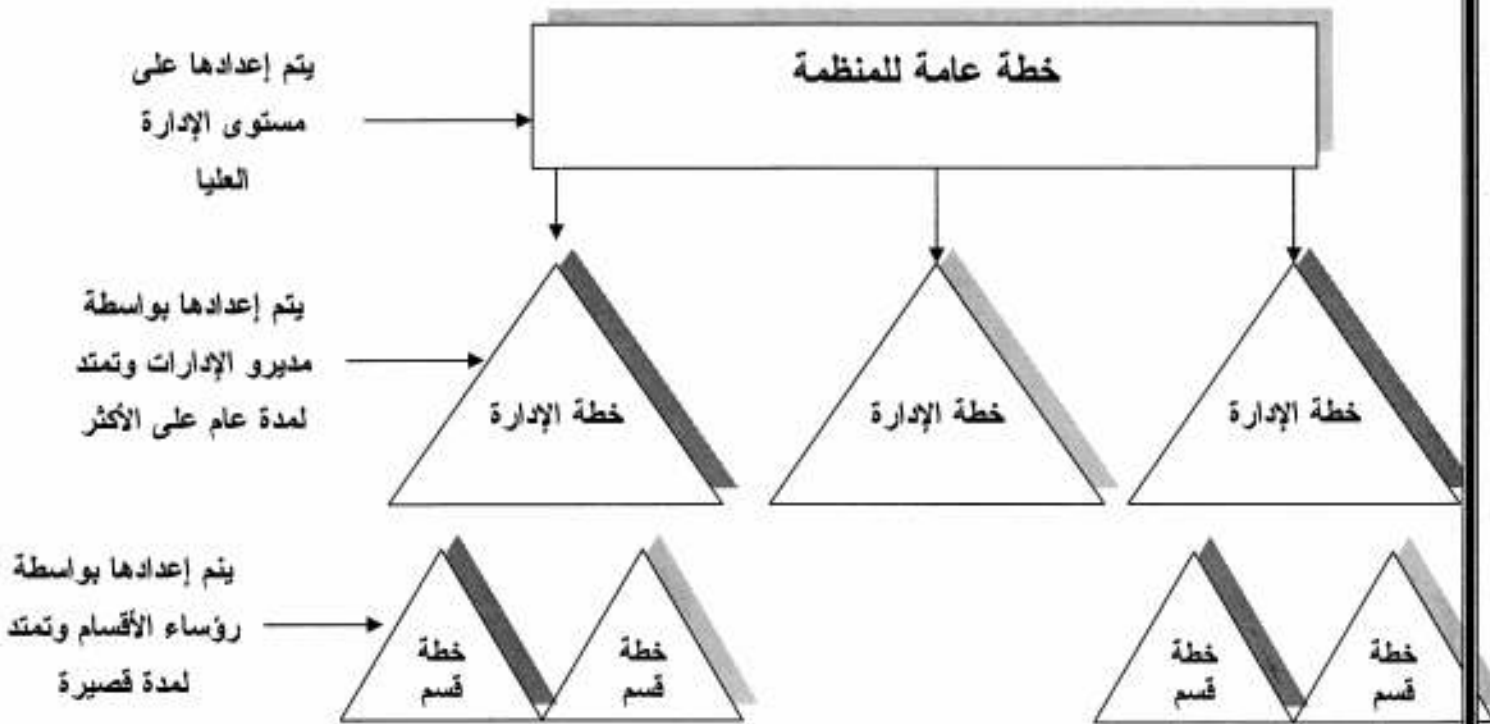 خطة عامة للمنظمة
يتم إعدادها على
مستوى الإدارة
العليا
يتم إعدادها بواسطة
مديرو الإدارات وتمتد
لمدة عام على الأكثر
خطة الإدارة
خطة الإدارة
خطة الإدارة
يتم إعدادها بواسطة
رؤساء الأقسام وتمتد
لمدة قصيرة
خطة
قسم
خطة
قسم
خطة
قسم
خطة
قسم